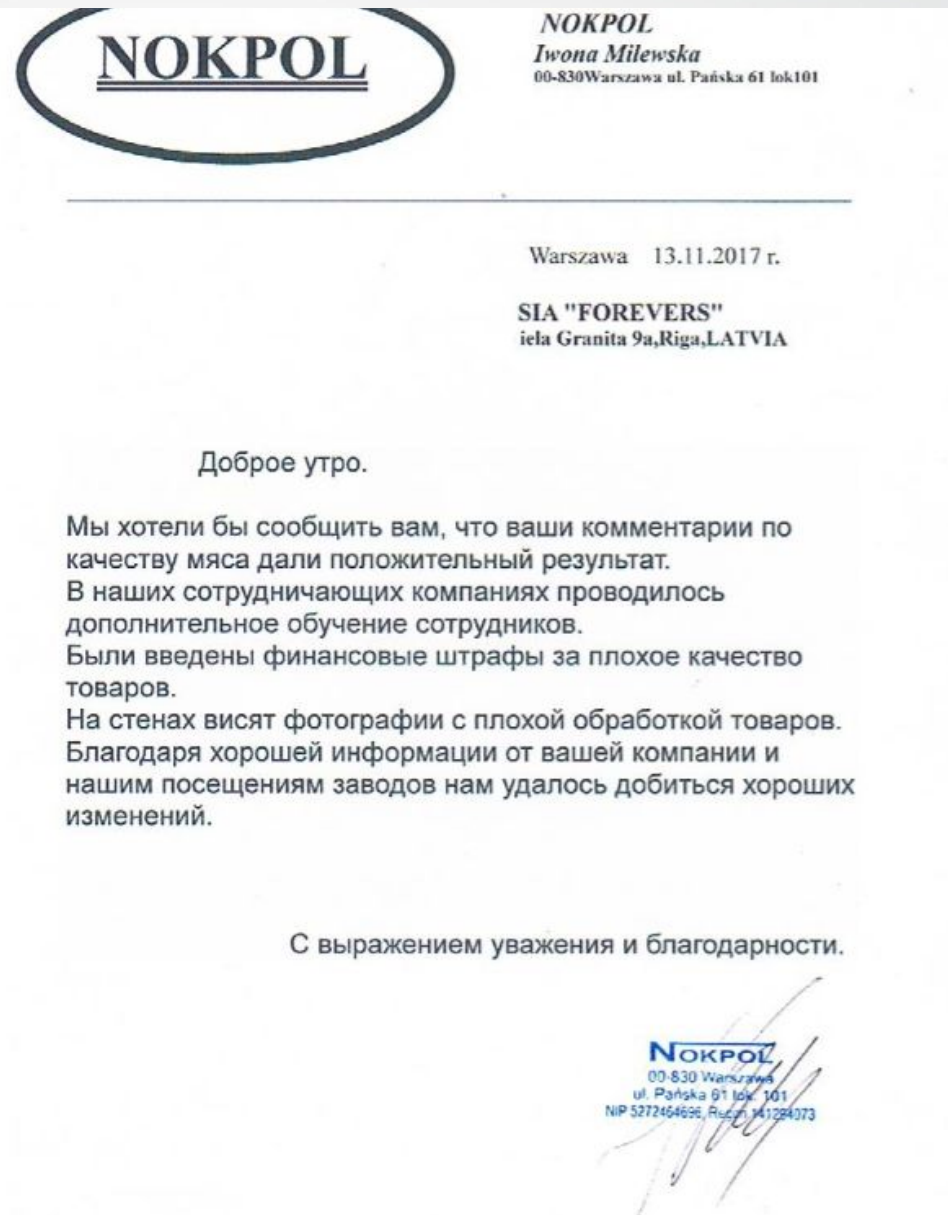 NOKPOL
NOKPOL
Iwona Milewska
00-830Warszawa ul. Pańska 61 lok101
Warszawa 13.11.2017 r.
SIA "FOREVERS"
iela Granita 9a,Riga,LATVIA
Доброе утро.
Мы хотели бы сообщить вам, что ваши комментарии по
качеству мяса дали положительный результат.
В наших сотрудничающих компаниях проводилось
дополнительное обучение сотрудников.
Были введены финансовые штрафы за плохое качество
товаров.
На стенах висят фотографии с плохой обработкой товаров.
Благодаря хорошей информации от вашей компании и
нашим посещениям заводов нам удалось добиться хороших
изменений.
С выражением уважения и благодарности.
NOKPOL
00-830 Warszawa
ul. Pańska 61 lok. 101
NIP 5272464696, Regon 141294073